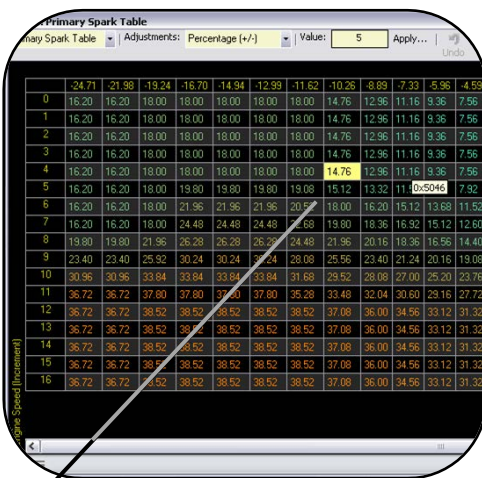 Primary Spark Table
mary Spark Table Adjustments: Percentage (+/-) Value: 5 Apply... Undo
-24.71 -21.98 -19.24 -16.70 -14.94 -12.99 -11.62 -10.26 -8.89 -7.33 -5.96 -4.59
0 16.20 16.20 18.00 18.00 18.00 18.00 18.00 14.76 12.96 11.16 9.36 7.56
1 16.20 16.20 18.00 18.00 18.00 18.00 18.00 14.76 12.96 11.16 9.36 7.56
2 16.20 16.20 18.00 18.00 18.00 18.00 18.00 14.76 12.96 11.16 9.36 7.56
3 16.20 16.20 18.00 18.00 18.00 18.00 18.00 14.76 12.96 11.16 9.36 7.56
4 16.20 16.20 18.00 18.00 18.00 18.00 18.00 14.76 12.96 11.16 9.36 7.56
5 16.20 16.20 18.00 19.80 19.80 19.80 19.08 15.12 13.32 0x5046 7.92
6 16.20 16.20 18.00 21.96 21.96 21.96 18.00 16.20 15.12 13.68 11.52
7 16.20 16.20 18.00 24.48 24.48 24.48 19.80 18.36 16.92 15.12 12.60
8 19.80 19.80 21.96 26.28 26.28 26.28 24.48 21.96 20.16 18.36 16.56 14.40
9 23.40 23.40 25.92 30.24 30.24 28.08 25.56 23.40 21.24 20.16 19.08
10 30.96 30.96 33.84 33.84 33.84 33.84 31.68 29.52 28.08 27.00 25.20 23.76
11 36.72 36.72 37.80 37.80 37.80 37.80 35.28 33.48 32.04 30.60 29.16 27.72
12 36.72 36.72 38.52 38.52 38.52 38.52 38.52 37.08 36.00 34.56 33.12 31.32
13 36.72 36.72 38.52 38.52 38.52 38.52 38.52 37.08 36.00 34.56 33.12 31.32
14 36.72 36.72 38.52 38.52 38.52 38.52 38.52 37.08 36.00 34.56 33.12 31.32
15 36.72 36.72 38.52 38.52 38.52 38.52 38.52 37.08 36.00 34.56 33.12 31.32
16 36.72 36.72 38.52 38.52 38.52 38.52 38.52 37.08 36.00 34.56 33.12 31.32
ngine Speed (Increment)